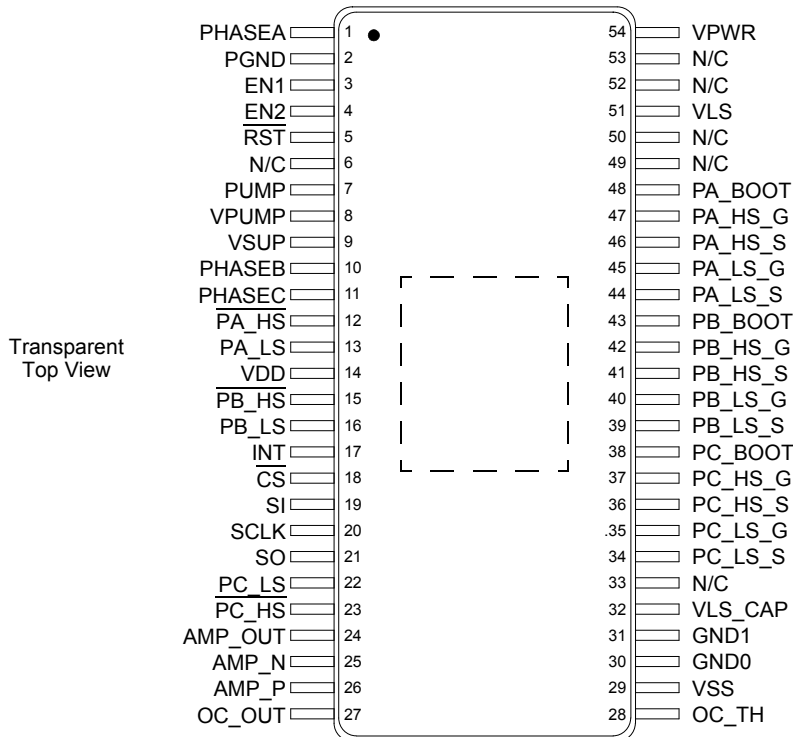 PHASEA 1 54 VPWR
PGND 2 53 N/C
EN1 3 52 N/C
EN2 4 51 VLS
RST 5 50 N/C
N/C 6 49 N/C
PUMP 7 48 PA_BOOT
VPUMP 8 47 PA_HS_G
VSUP 9 46 PA_HS_S
PHASEB 10 45 PA_LS_G
PHASEC 11 44 PA_LS_S
PA_HS 12 43 PB_BOOT
PA_LS 13 42 PB_HS_G
Transparent
Top View
VDD 14 41 PB_HS_S
PB_HS 15 40 PB_LS_G
PB_LS 16 39 PB_LS_S
INT 17 38 PC_BOOT
CS 18 37 PC_HS_G
SI 19 36 PC_HS_S
SCLK 20 .35 PC_LS_G
SO 21 34 PC_LS_S
PC_LS 22 33 N/C
PC_HS 23 32 VLS_CAP
AMP_OUT 24 31 GND1
AMP_N 25 30 GND0
AMP_P 26 29 VSS
OC_OUT 27 28 OC_TH